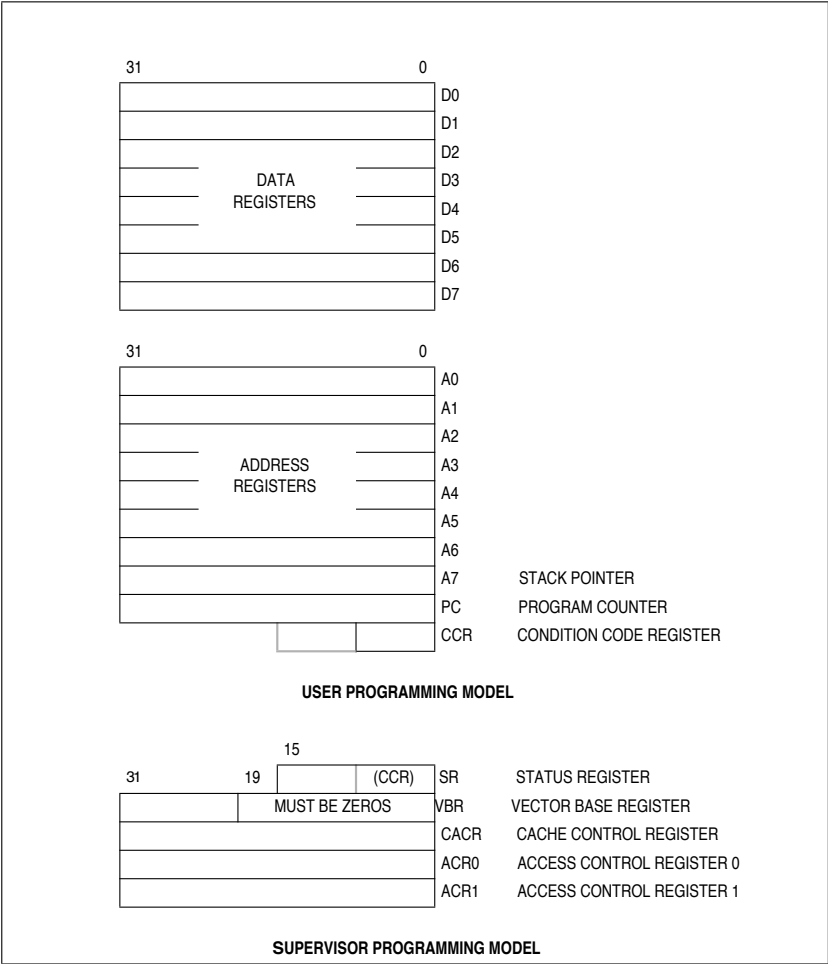 31 0
D0
D1
D2
DATA D3
REGISTERS D4
D5
D6
D7
31 0
A0
A1
A2
ADDRESS A3
REGISTERS A4
A5
A6
A7 STACK POINTER
PC PROGRAM COUNTER
CCR CONDITION CODE REGISTER
USER PROGRAMMING MODEL
15
31 19 (CCR) SR STATUS REGISTER
MUST BE ZEROS VBR VECTOR BASE REGISTER
CACR CACHE CONTROL REGISTER
ACR0 ACCESS CONTROL REGISTER 0
ACR1 ACCESS CONTROL REGISTER 1
SUPERVISOR PROGRAMMING MODEL